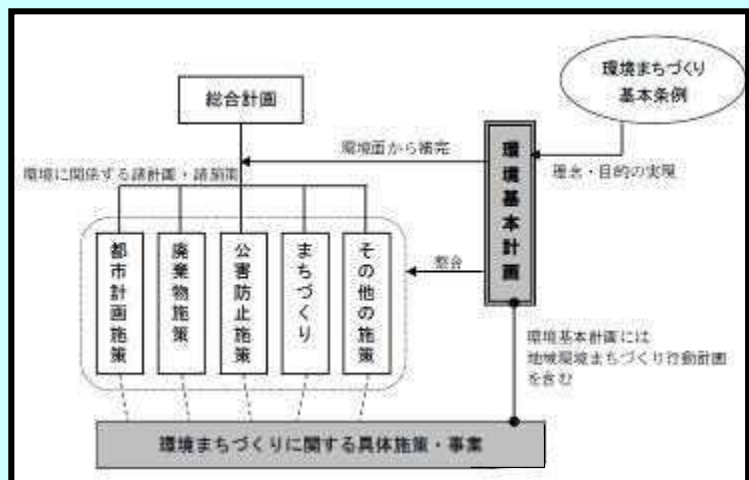 環境まちづくり
基本条例
総合計画
環境面から補完
環境に関係する諸計画・諸施策
理念・目的の実現
環境基本計画
都市計画施策
廃棄物施策
公害防止施策
まちづくり
その他の施策
整合
環境基本計画には
地域環境まちづくり行動計画
を含む
環境まちづくりに関する具体施策・事業